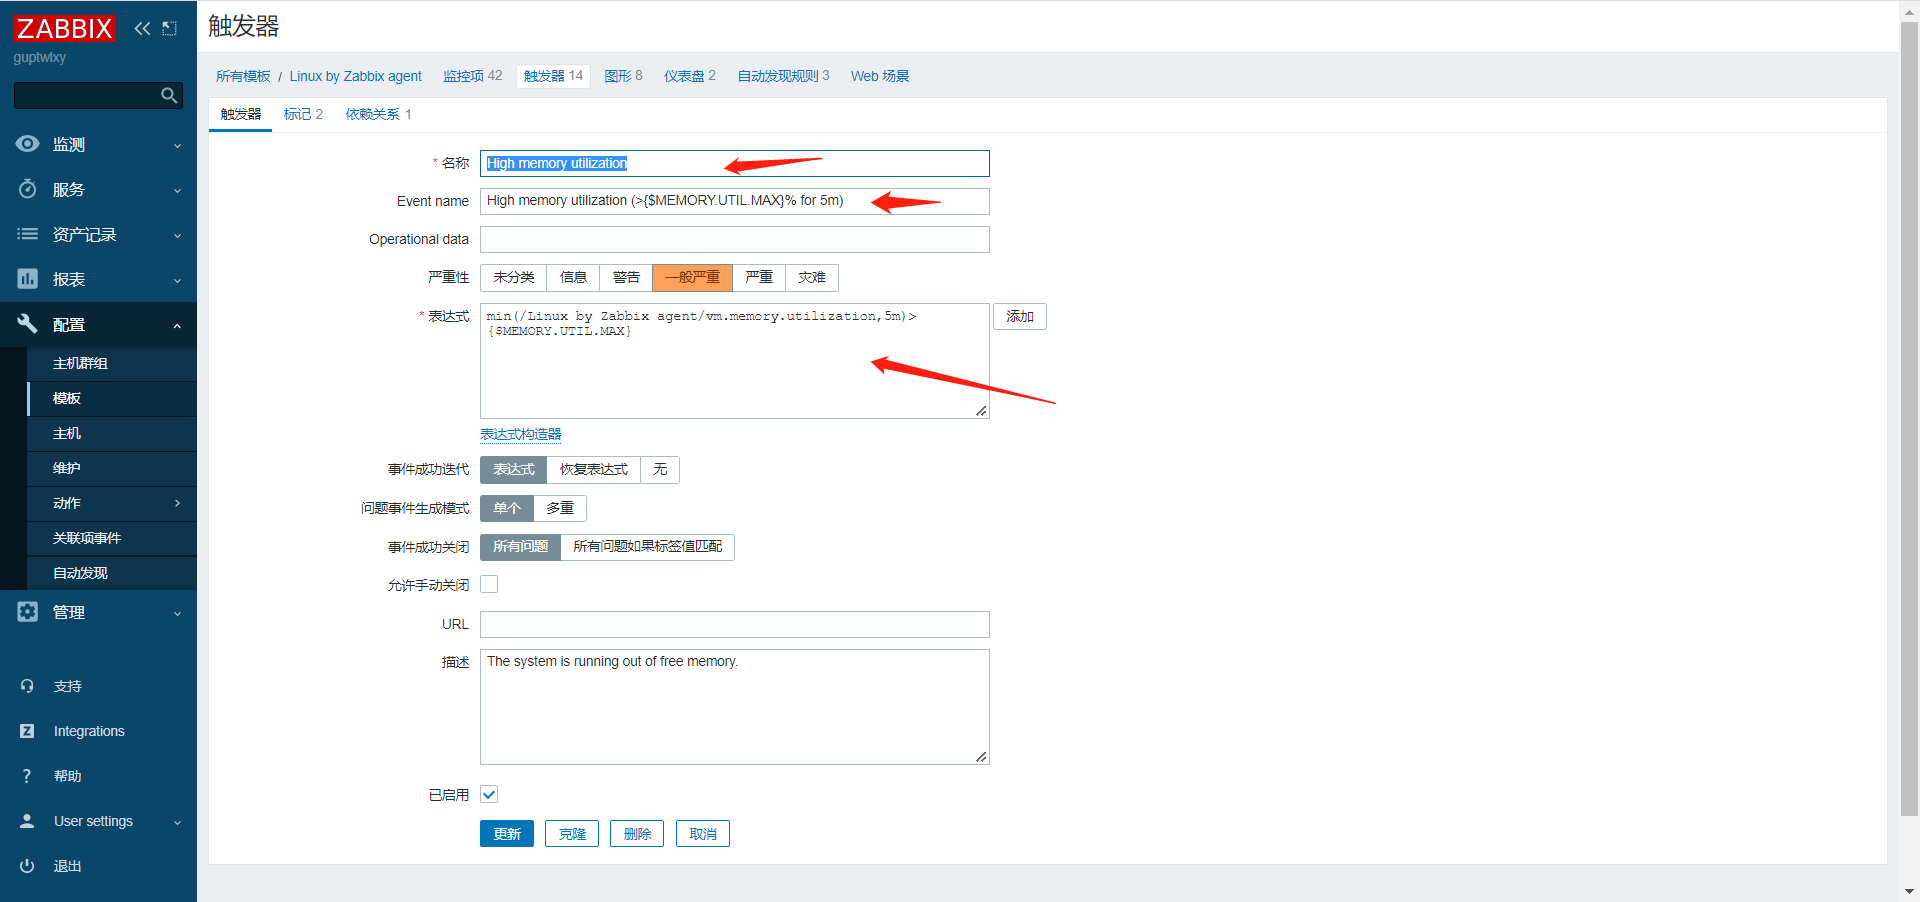 ZABBIX
guptwlxy
监测
服务
资产记录
报表
配置
主机群组
模板
主机
维护
动作
关联项事件
自动发现
管理
支持
Integrations
帮助
User settings
退出
触发器
所有模板 / Linux by Zabbix agent 监控项 42 触发器 14 图形 8 仪表盘 2 自动发现规则 3 Web 场景
触发器 标记 2 依赖关系 1
* 名称 High memory utilization
Event name High memory utilization (>{$MEMORY.UTIL.MAX}% for 5m)
Operational data
严重性 未分类 信息 警告 一般严重 严重 灾难
* 表达式 min(/Linux by Zabbix agent/vm.memory.utilization,5m)> 添加
{$MEMORY.UTIL.MAX}
表达式构造器
事件成功迭代 表达式 恢复表达式 无
问题事件生成模式 单个 多重
事件成功关闭 所有问题 所有问题如果标签值匹配
允许手动关闭
URL
描述 The system is running out of free memory.
已启用
更新 克隆 删除 取消